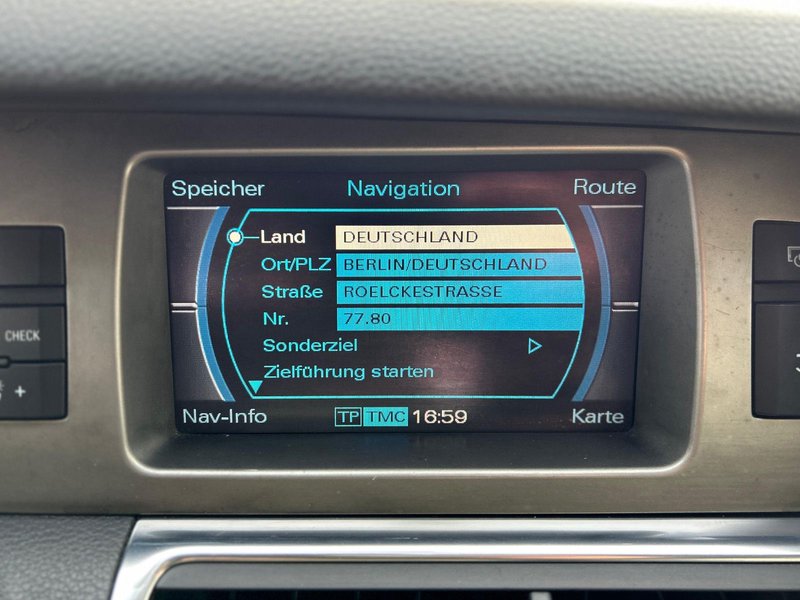 Speicher Navigation Route
Land DEUTSCHLAND
Ort/PLZ BERLIN/DEUTSCHLAND
Straße ROELCKESTRASSE
Nr. 77.80
Sonderziel
Zielführung starten
Nav-Info TP TMC 16:59 Karte
CHECK
+